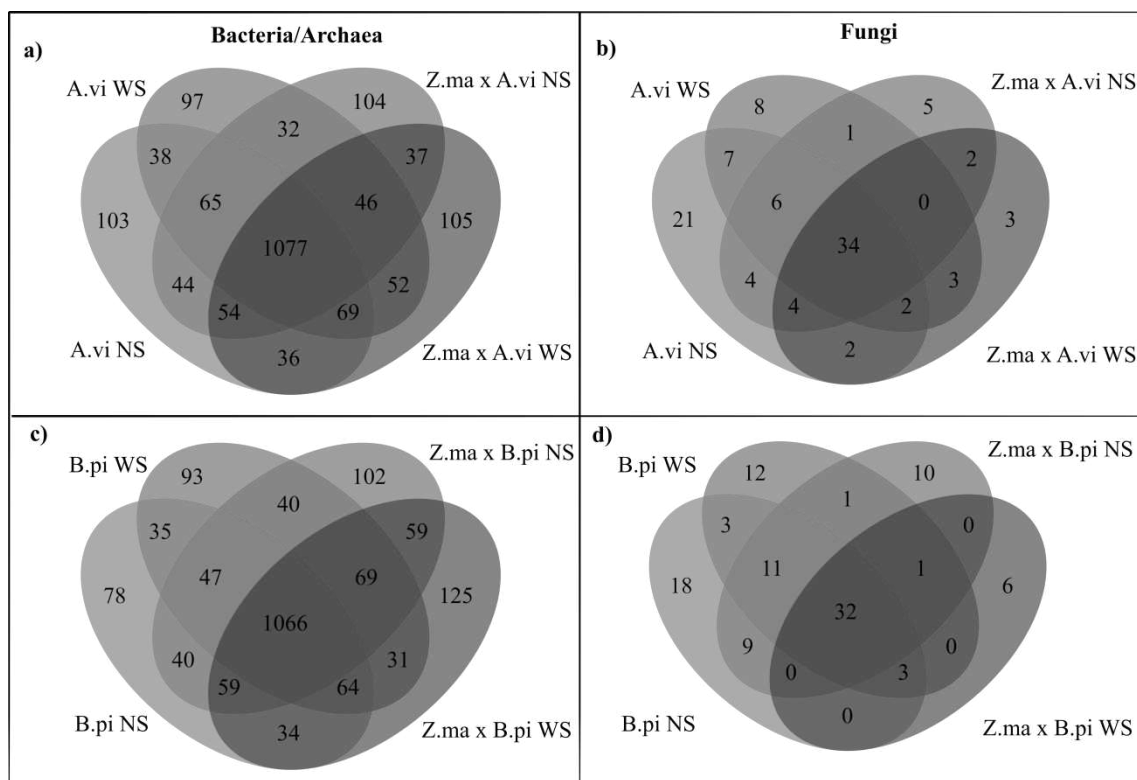 Bacteria/Archaea
Fungi
a)
A.vi WS
Z.ma x A.vi NS
97
104
32
38
37
65
46
103
105
1077
44
52
54
69
36
A.vi NS
Z.ma x A.vi WS
b)
A.vi WS
Z.ma x A.vi NS
8
5
1
7
2
6
0
21
3
34
4
3
4
2
2
A.vi NS
Z.ma x A.vi WS
c)
B.pi WS
Z.ma x B.pi NS
93
102
40
35
59
47
69
78
125
1066
40
31
59
64
34
B.pi NS
Z.ma x B.pi WS
d)
B.pi WS
Z.ma x B.pi NS
12
10
1
3
0
11
1
18
6
32
9
0
0
3
0
B.pi NS
Z.ma x B.pi WS